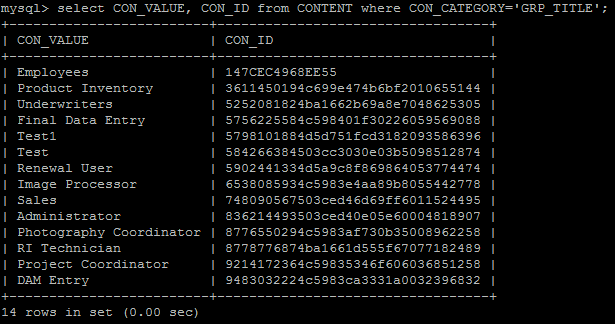 mysql> select CON_VALUE, CON_ID from CONTENT where CON_CATEGORY='GRP_TITLE';
+-------------------------+----------------------------------+
| CON_VALUE | CON_ID |
+-------------------------+----------------------------------+
| Employees | 147CEC4968EE55 |
| Product Inventory | 3611450194c699e474b6bf2010655144 |
| Underwriters | 5252081824ba1662b69a8e7048625305 |
| Final Data Entry | 5756225584c598401f30226059569088 |
| Test1 | 5798101884d5d751fcd3182093586396 |
| Test | 584266384503cc3030e03b5098512874 |
| Renewal User | 5902441334d5a9c8f869864053774474 |
| Image Processor | 6538085934c5983e4aa89b8055442778 |
| Sales | 748090567503ced46d69ff6011524495 |
| Administrator | 836214493503ced40e05e60004818907 |
| Photography Coordinator | 8776550294c5983af730b35008962258 |
| RI Technician | 8778776874ba1661d555f67077182489 |
| Project Coordinator | 9214172364c59835346f606036851258 |
| DAM Entry | 9483032224c5983ca3331a0032396832 |
+-------------------------+----------------------------------+
14 rows in set (0.00 sec)